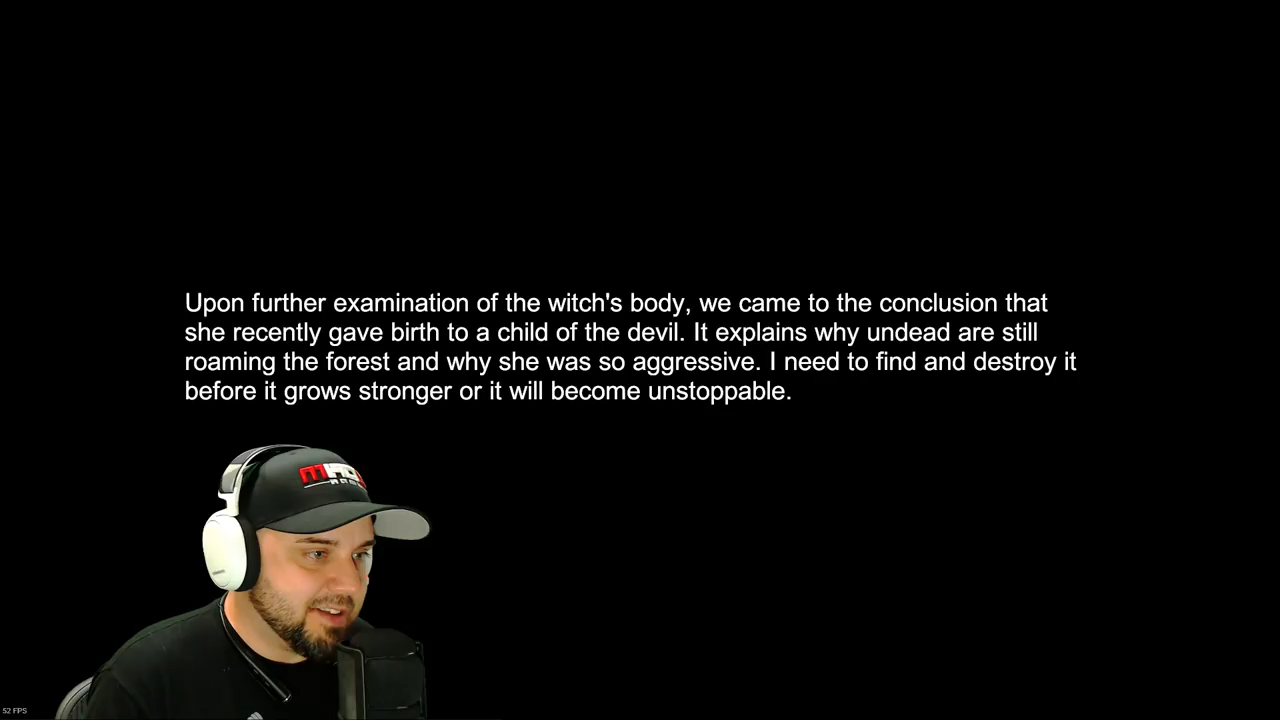 Upon further examination of the witch's body, we came to the conclusion that
she recently gave birth to a child of the devil. It explains why undead are still
roaming the forest and why she was so aggressive. I need to find and destroy it
before it grows stronger or it will become unstoppable.
52 FPS